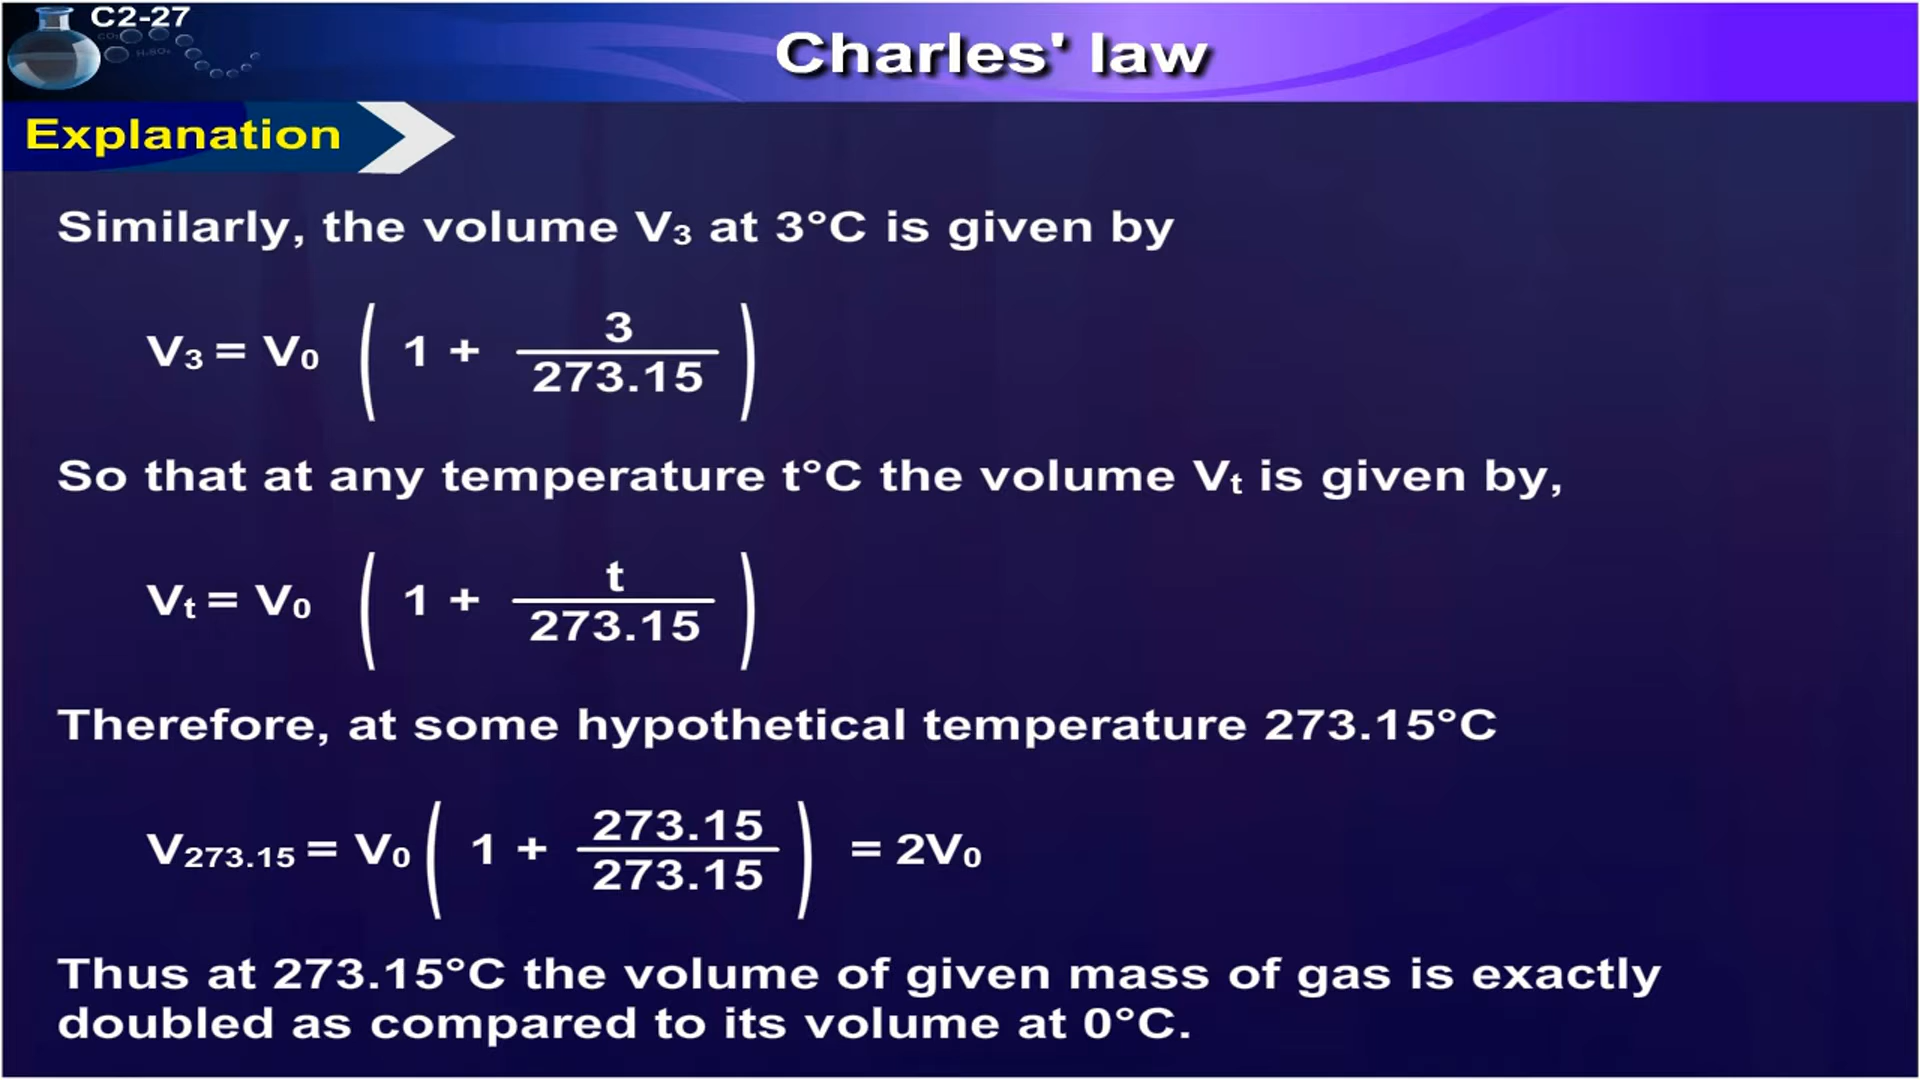 C2-27
CO₂
H₂SO₄
Charles' law
Explanation
Similarly, the volume V₃ at 3°C is given by
V₃ = V₀ ( 1 + 3/273.15 )
So that at any temperature t°C the volume Vₜ is given by,
Vₜ = V₀ ( 1 + t/273.15 )
Therefore, at some hypothetical temperature 273.15°C
V₂₇₃.₁₅ = V₀ ( 1 + 273.15/273.15 ) = 2V₀
Thus at 273.15°C the volume of given mass of gas is exactly
doubled as compared to its volume at 0°C.